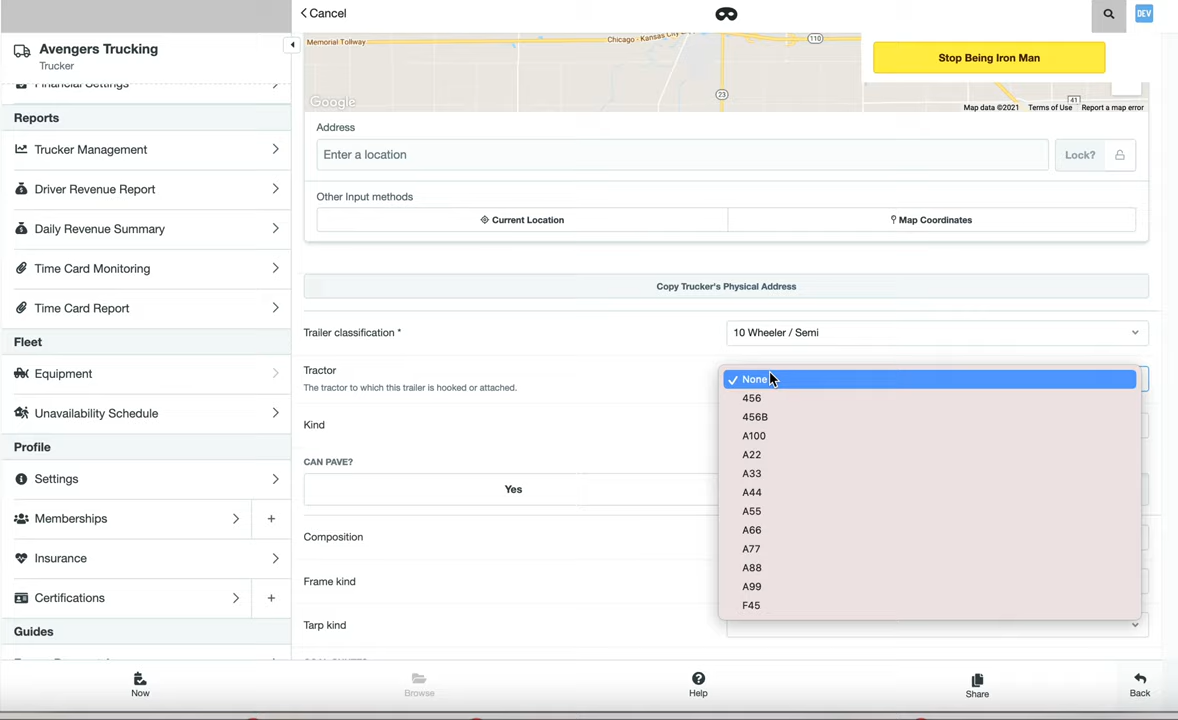 Cancel
DEV
Avengers Trucking
Trucker
Financial Settings
Reports
Trucker Management
Driver Revenue Report
Daily Revenue Summary
Time Card Monitoring
Time Card Report
Fleet
Equipment
Unavailability Schedule
Profile
Settings
Memberships
+
Insurance
Certifications
+
Guides
Memorial Tollway
Chicago - Kansas City
110
Stop Being Iron Man
23
41
Google
Map data ©2021 Terms of Use Report a map error
Address
Enter a location
Lock?
Other Input methods
Current Location
Map Coordinates
Copy Trucker's Physical Address
Trailer classification *
10 Wheeler / Semi
Tractor
The tractor to which this trailer is hooked or attached.
✓ None
456
456B
A100
A22
A33
A44
A55
A66
A77
A88
A99
F45
Kind
CAN PAVE?
Yes
Composition
Frame kind
Tarp kind
Now
Browse
Help
Share
Back